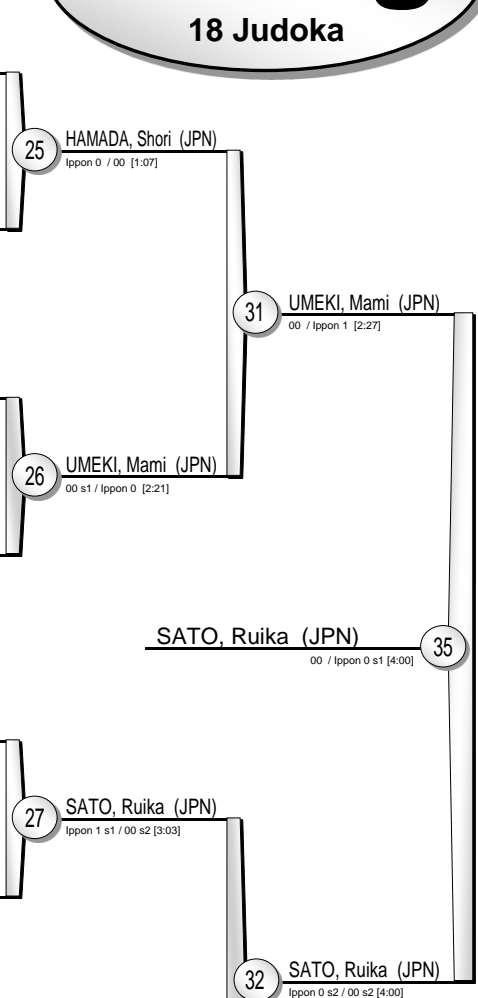 18 Judoka
25
HAMADA, Shori (JPN)
Ippon 0 / 00 [1:07]
31
UMEKI, Mami (JPN)
00 / Ippon 1 [2:27]
26
UMEKI, Mami (JPN)
00 s1 / Ippon 0 [2:21]
SATO, Ruika (JPN)
00 / Ippon 0 s1 [4:00]
35
27
SATO, Ruika (JPN)
Ippon 1 s1 / 00 s2 [3:03]
32
SATO, Ruika (JPN)
Ippon 0 s2 / 00 s2 [4:00]